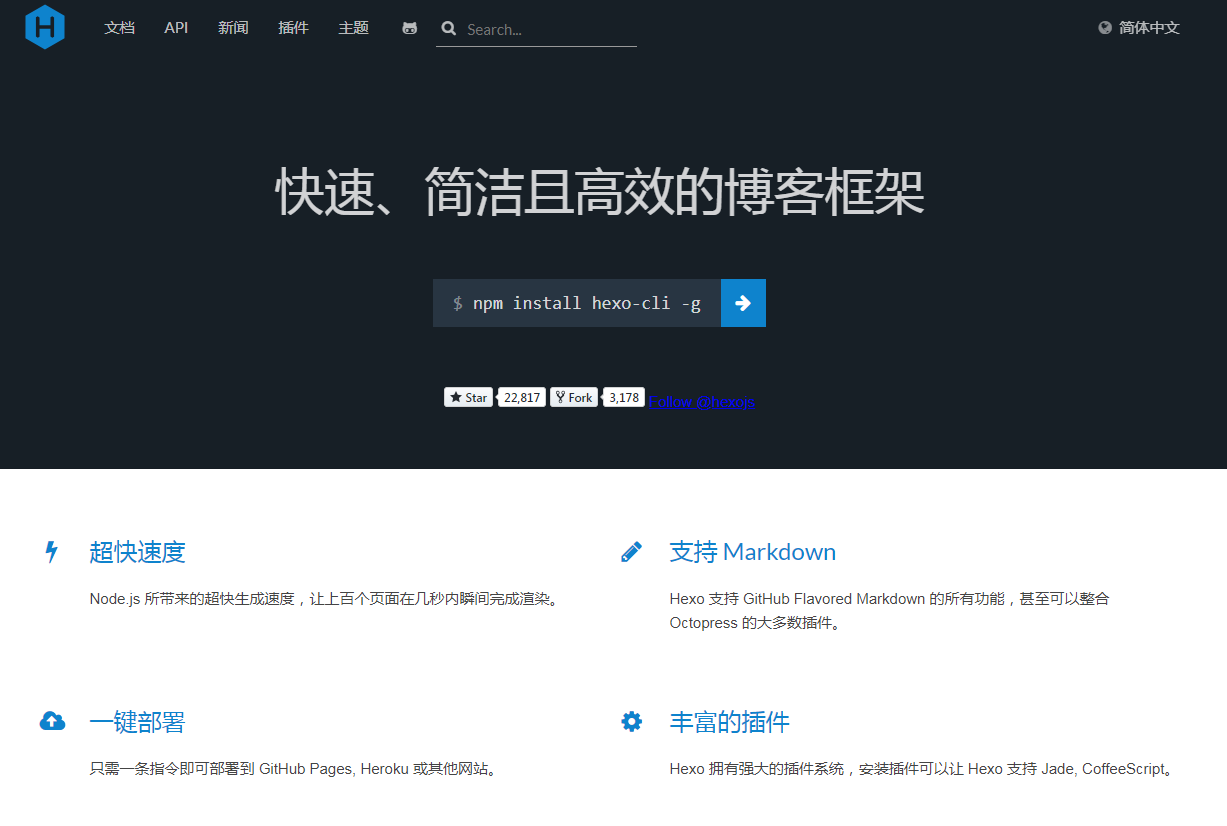 H 文档 API 新闻 插件 主题 Search... 简体中文
快速、简洁且高效的博客框架
$ npm install hexo-cli -g
Star 22,817 Fork 3,178 Follow @hexojs
超快速度
Node.js 所带来的超快生成速度，让上百个页面在几秒内瞬间完成渲染。
支持 Markdown
Hexo 支持 GitHub Flavored Markdown 的所有功能，甚至可以整合
Octopress 的大多数插件。
一键部署
只需一条指令即可部署到 GitHub Pages, Heroku 或其他网站。
丰富的插件
Hexo 拥有强大的插件系统，安装插件可以让 Hexo 支持 Jade, CoffeeScript。